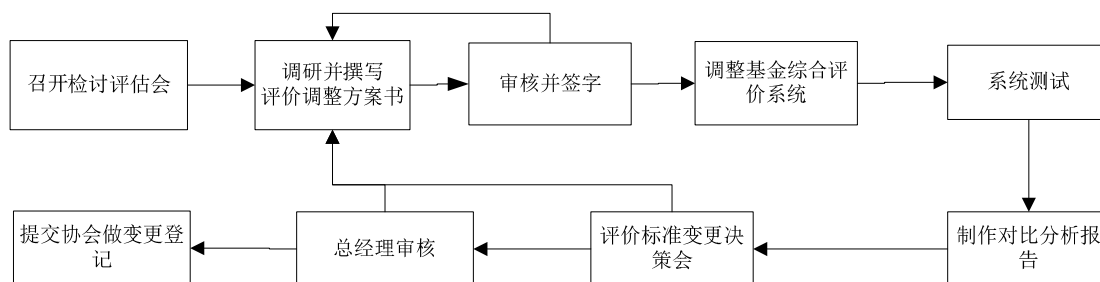 召开检讨评估会
调研并撰写
评价调整方案书
审核并签字
调整基金综合评
价系统
系统测试
提交协会做变更登
记
总经理审核
评价标准变更决
策会
制作对比分析报
告